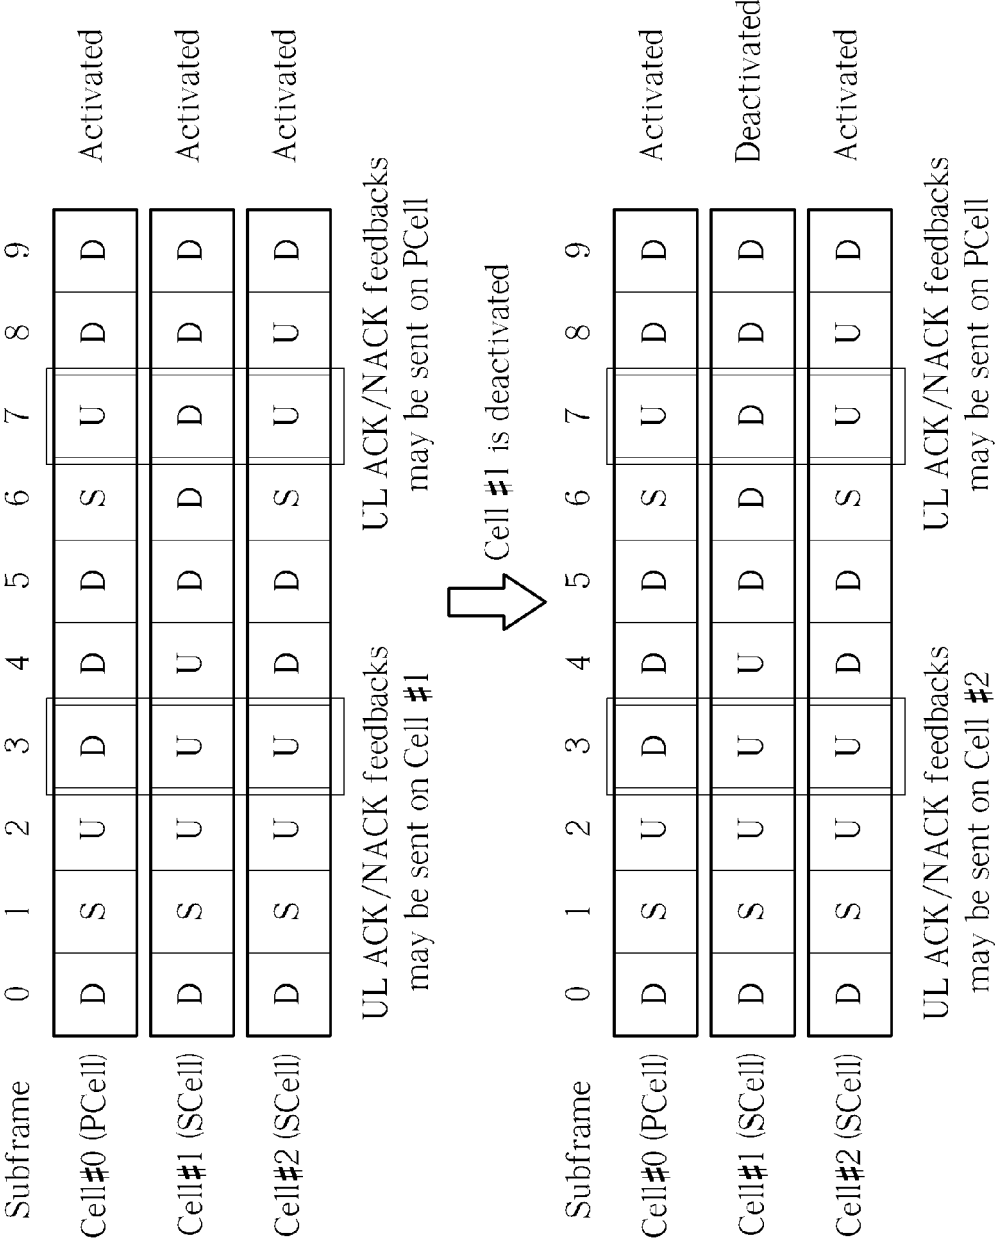 Subframe 0 1 2 3 4 5 6 7 8 9
Cell#0 (PCell) D S U D D D S U D D Activated
Cell#1 (SCell) D S U U U D D D D D Activated
Cell#2 (SCell) D S U U D D S U U D Activated
UL ACK/NACK feedbacks
may be sent on Cell #1
UL ACK/NACK feedbacks
may be sent on PCell
Cell #1 is deactivated
Subframe 0 1 2 3 4 5 6 7 8 9
Cell#0 (PCell) D S U D D D S U D D Activated
Cell#1 (SCell) D S U U U D D D D D Deactivated
Cell#2 (SCell) D S U U D D S U U D Activated
UL ACK/NACK feedbacks
may be sent on Cell #2
UL ACK/NACK feedbacks
may be sent on PCell